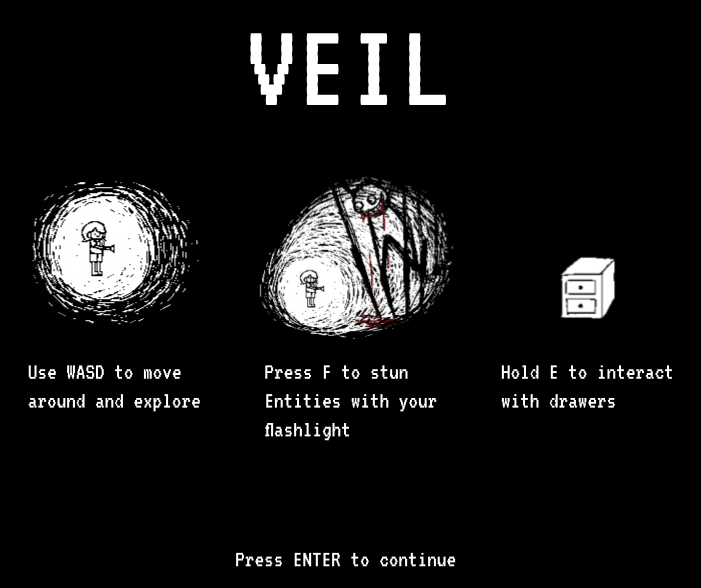 VEIL
Use WASD to move
around and explore
Press F to stun
Entities with your
flashlight
Hold E to interact
with drawers
Press ENTER to continue